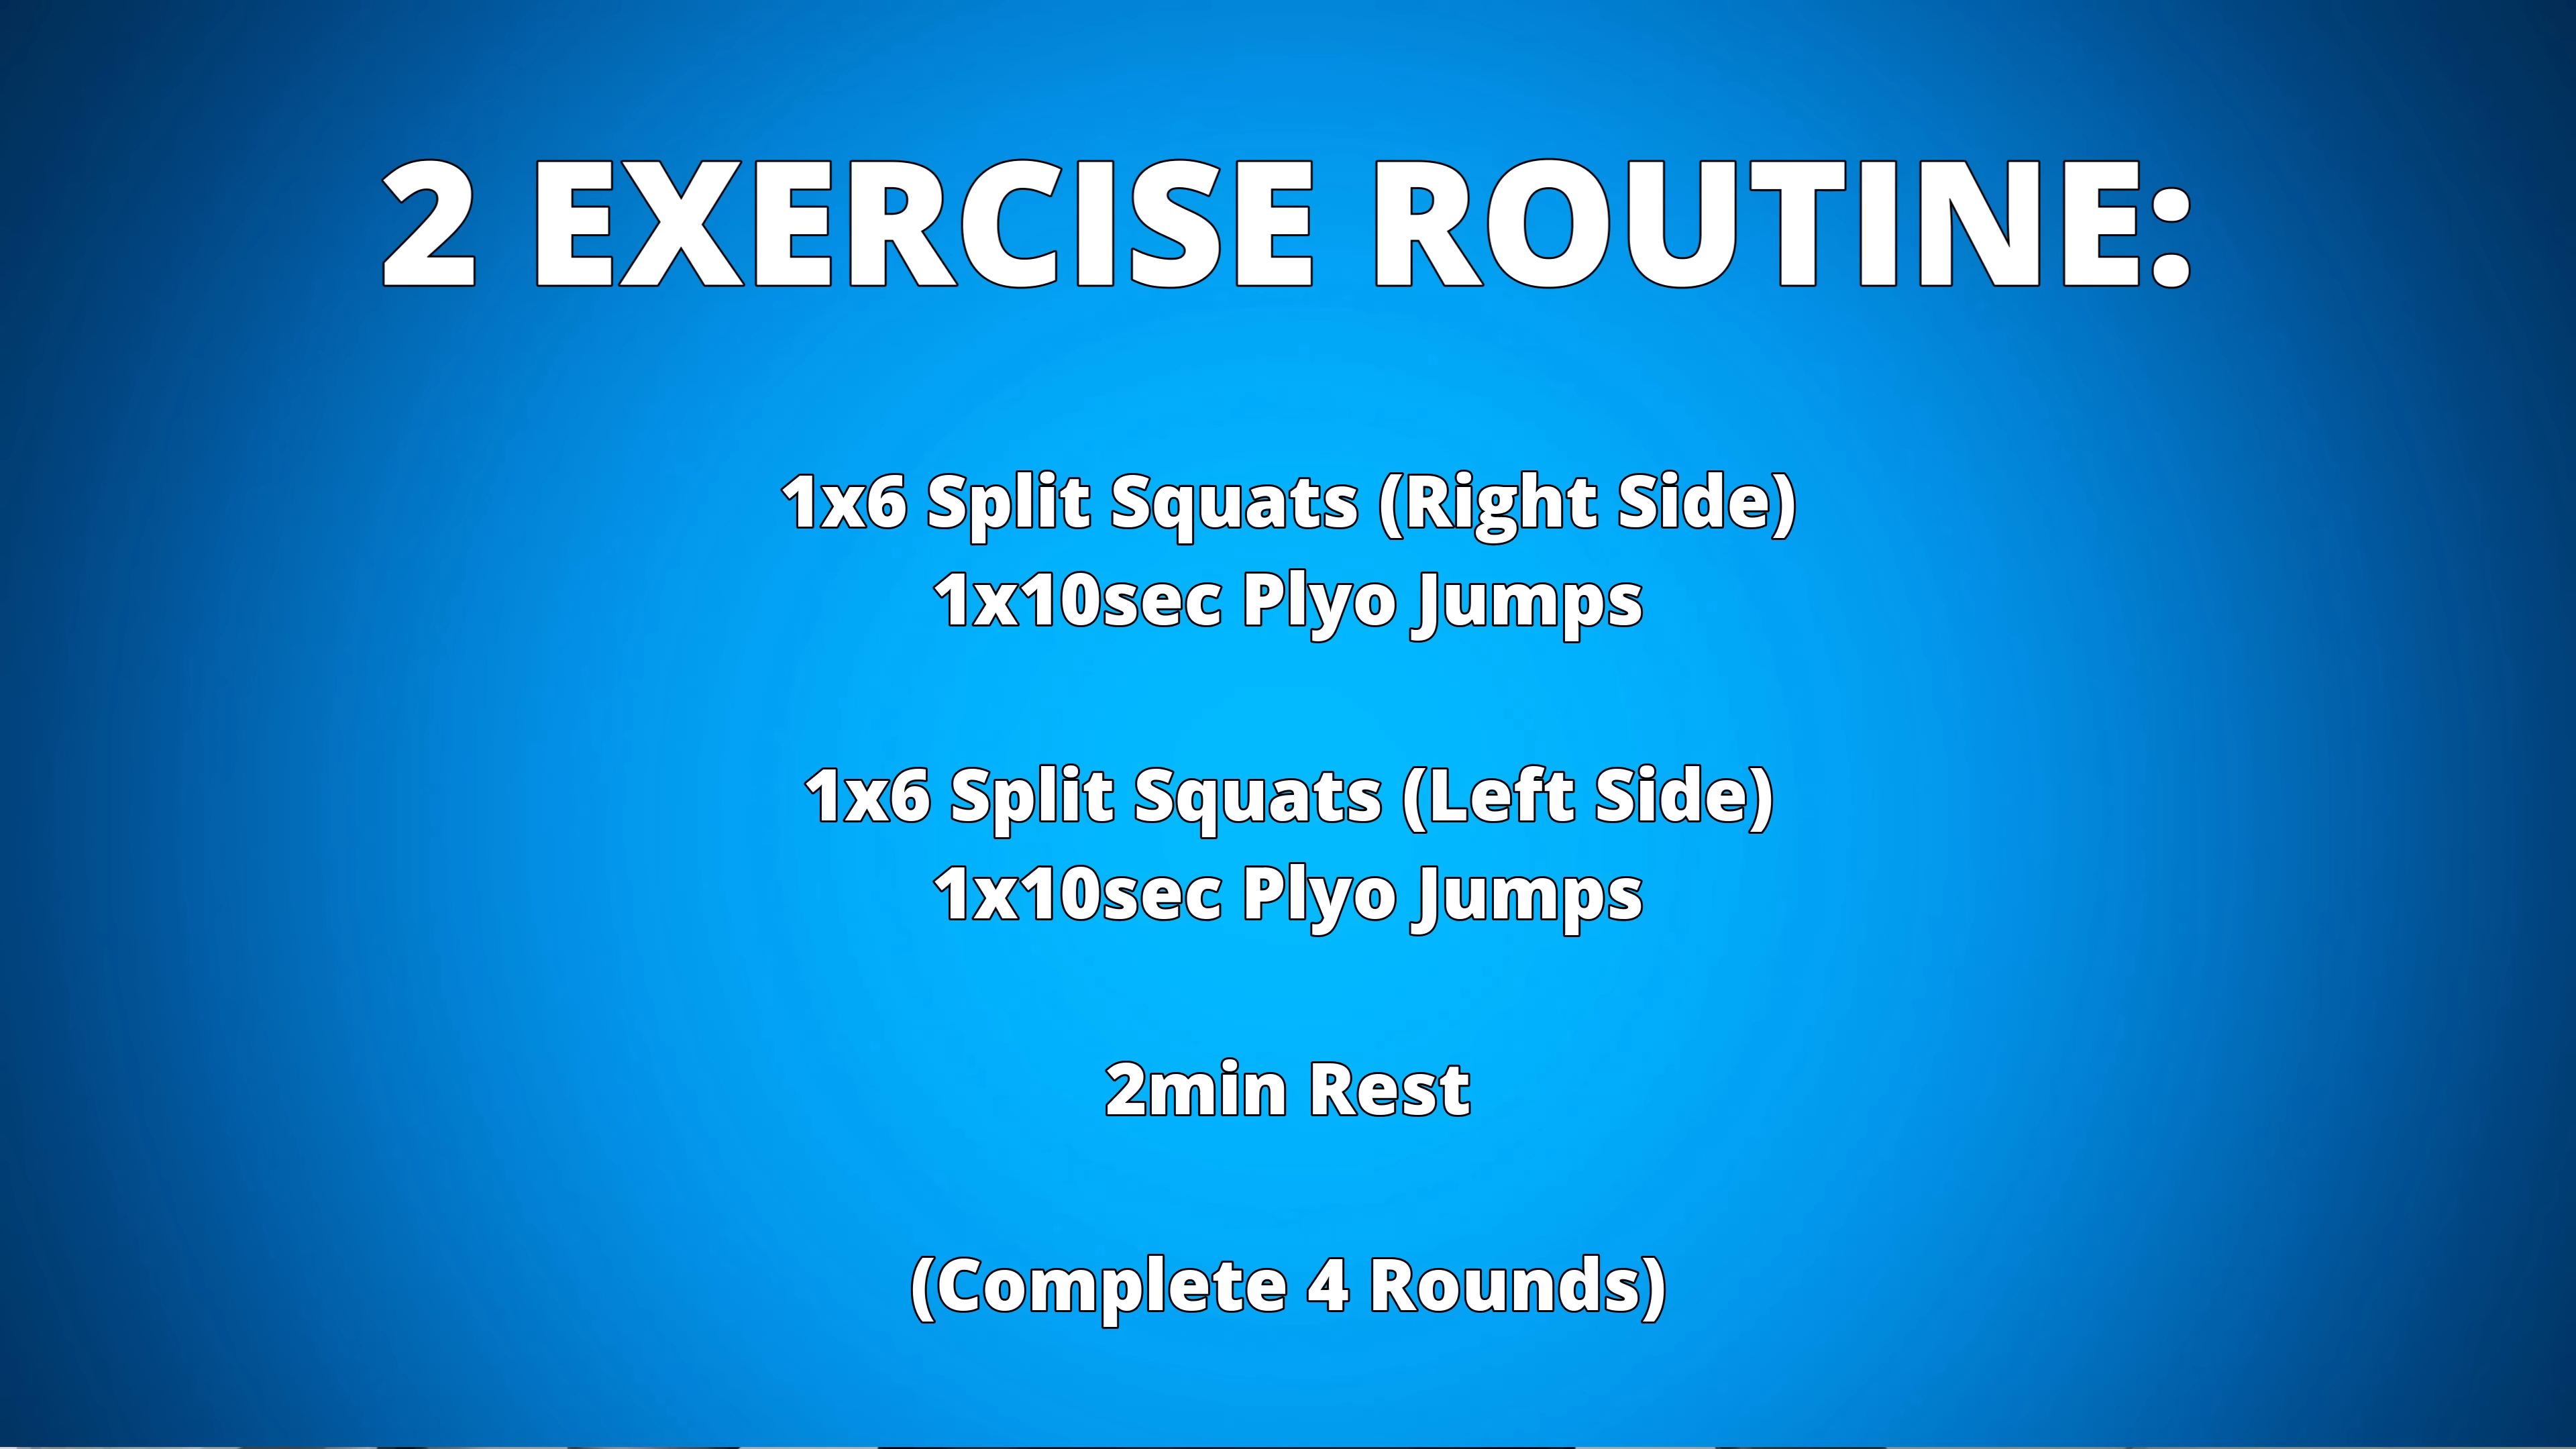 2 EXERCISE ROUTINE:
1x6 Split Squats (Right Side)
1x10sec Plyo Jumps
1x6 Split Squats (Left Side)
1x10sec Plyo Jumps
2min Rest
(Complete 4 Rounds)